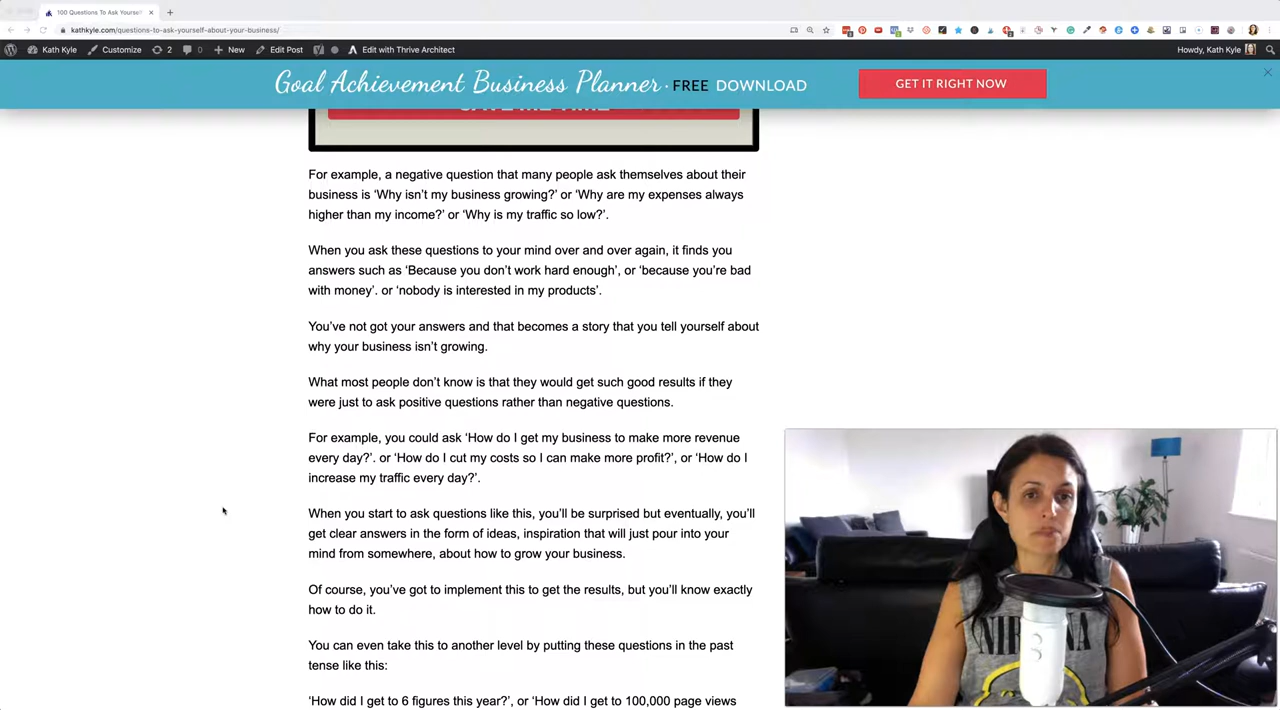 100 Questions To Ask Yourself
kathkyle.com/questions-to-ask-yourself-about-your-business/
Kath Kyle Customize 2 0 New Edit Post Edit with Thrive Architect Howdy, Kath Kyle
Goal Achievement Business Planner · FREE DOWNLOAD GET IT RIGHT NOW
For example, a negative question that many people ask themselves about their
business is ‘Why isn’t my business growing?’ or ‘Why are my expenses always
higher than my income?’ or ‘Why is my traffic so low?’.
When you ask these questions to your mind over and over again, it finds you
answers such as ‘Because you don’t work hard enough’, or ‘because you’re bad
with money’. or ‘nobody is interested in my products’.
You’ve not got your answers and that becomes a story that you tell yourself about
why your business isn’t growing.
What most people don’t know is that they would get such good results if they
were just to ask positive questions rather than negative questions.
For example, you could ask ‘How do I get my business to make more revenue
every day?’. or ‘How do I cut my costs so I can make more profit?’, or ‘How do I
increase my traffic every day?’.
When you start to ask questions like this, you’ll be surprised but eventually, you’ll
get clear answers in the form of ideas, inspiration that will just pour into your
mind from somewhere, about how to grow your business.
Of course, you’ve got to implement this to get the results, but you’ll know exactly
how to do it.
You can even take this to another level by putting these questions in the past
tense like this:
‘How did I get to 6 figures this year?’, or ‘How did I get to 100,000 page views